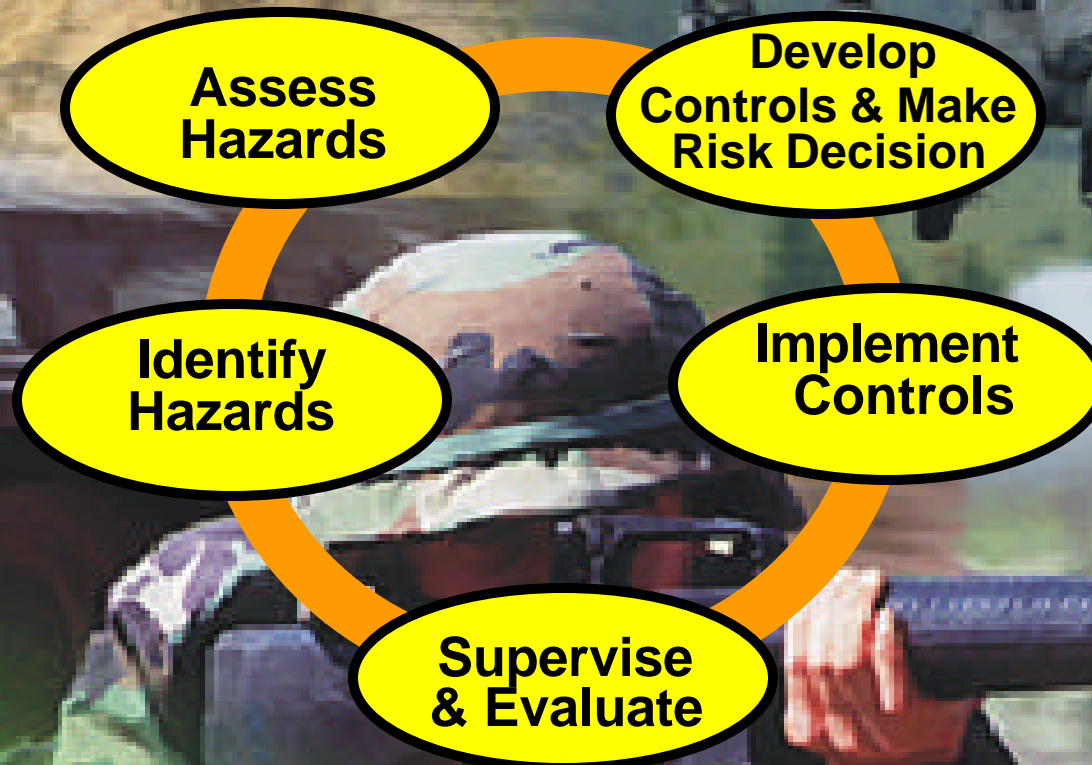 Assess
Hazards
Develop
Controls & Make
Risk Decision
Identify
Hazards
Implement
Controls
Supervise
& Evaluate